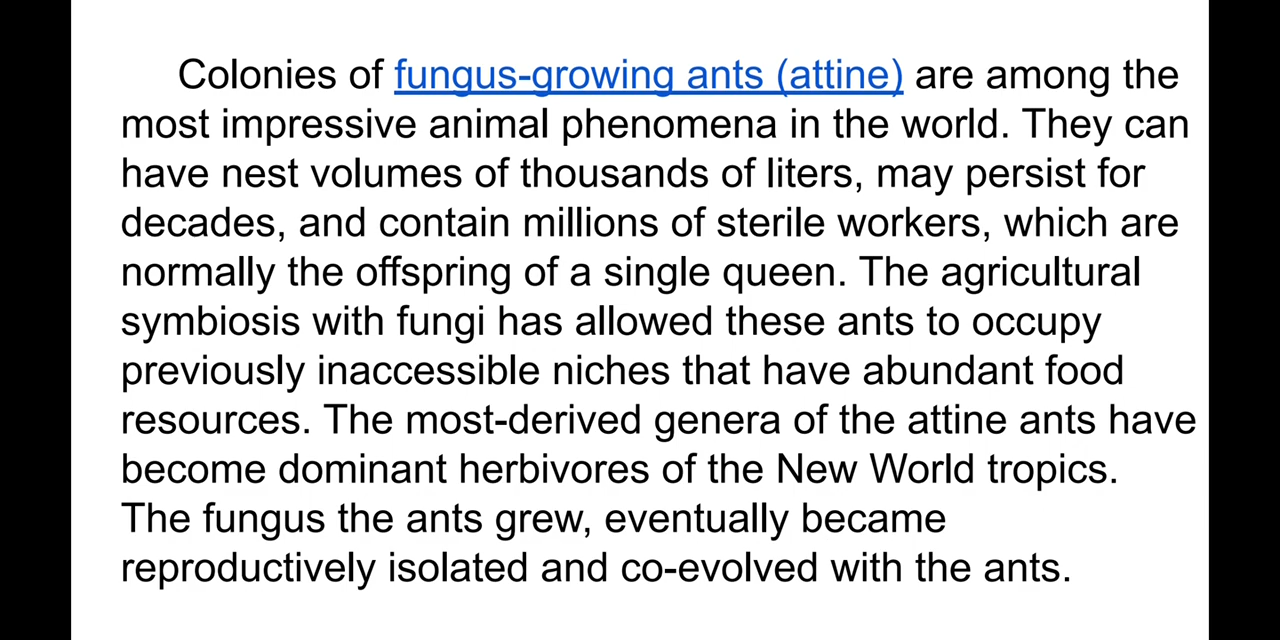 Colonies of fungus-growing ants (attine) are among the
most impressive animal phenomena in the world. They can
have nest volumes of thousands of liters, may persist for
decades, and contain millions of sterile workers, which are
normally the offspring of a single queen. The agricultural
symbiosis with fungi has allowed these ants to occupy
previously inaccessible niches that have abundant food
resources. The most-derived genera of the attine ants have
become dominant herbivores of the New World tropics.
The fungus the ants grew, eventually became
reproductively isolated and co-evolved with the ants.